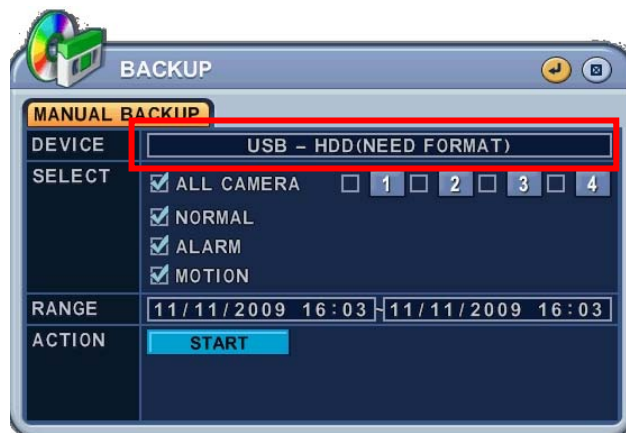 BACKUP
MANUAL BACKUP
DEVICE USB – HDD(NEED FORMAT)
SELECT ALL CAMERA 1 2 3 4
NORMAL
ALARM
MOTION
RANGE 11/11/2009 16:03~11/11/2009 16:03
ACTION START